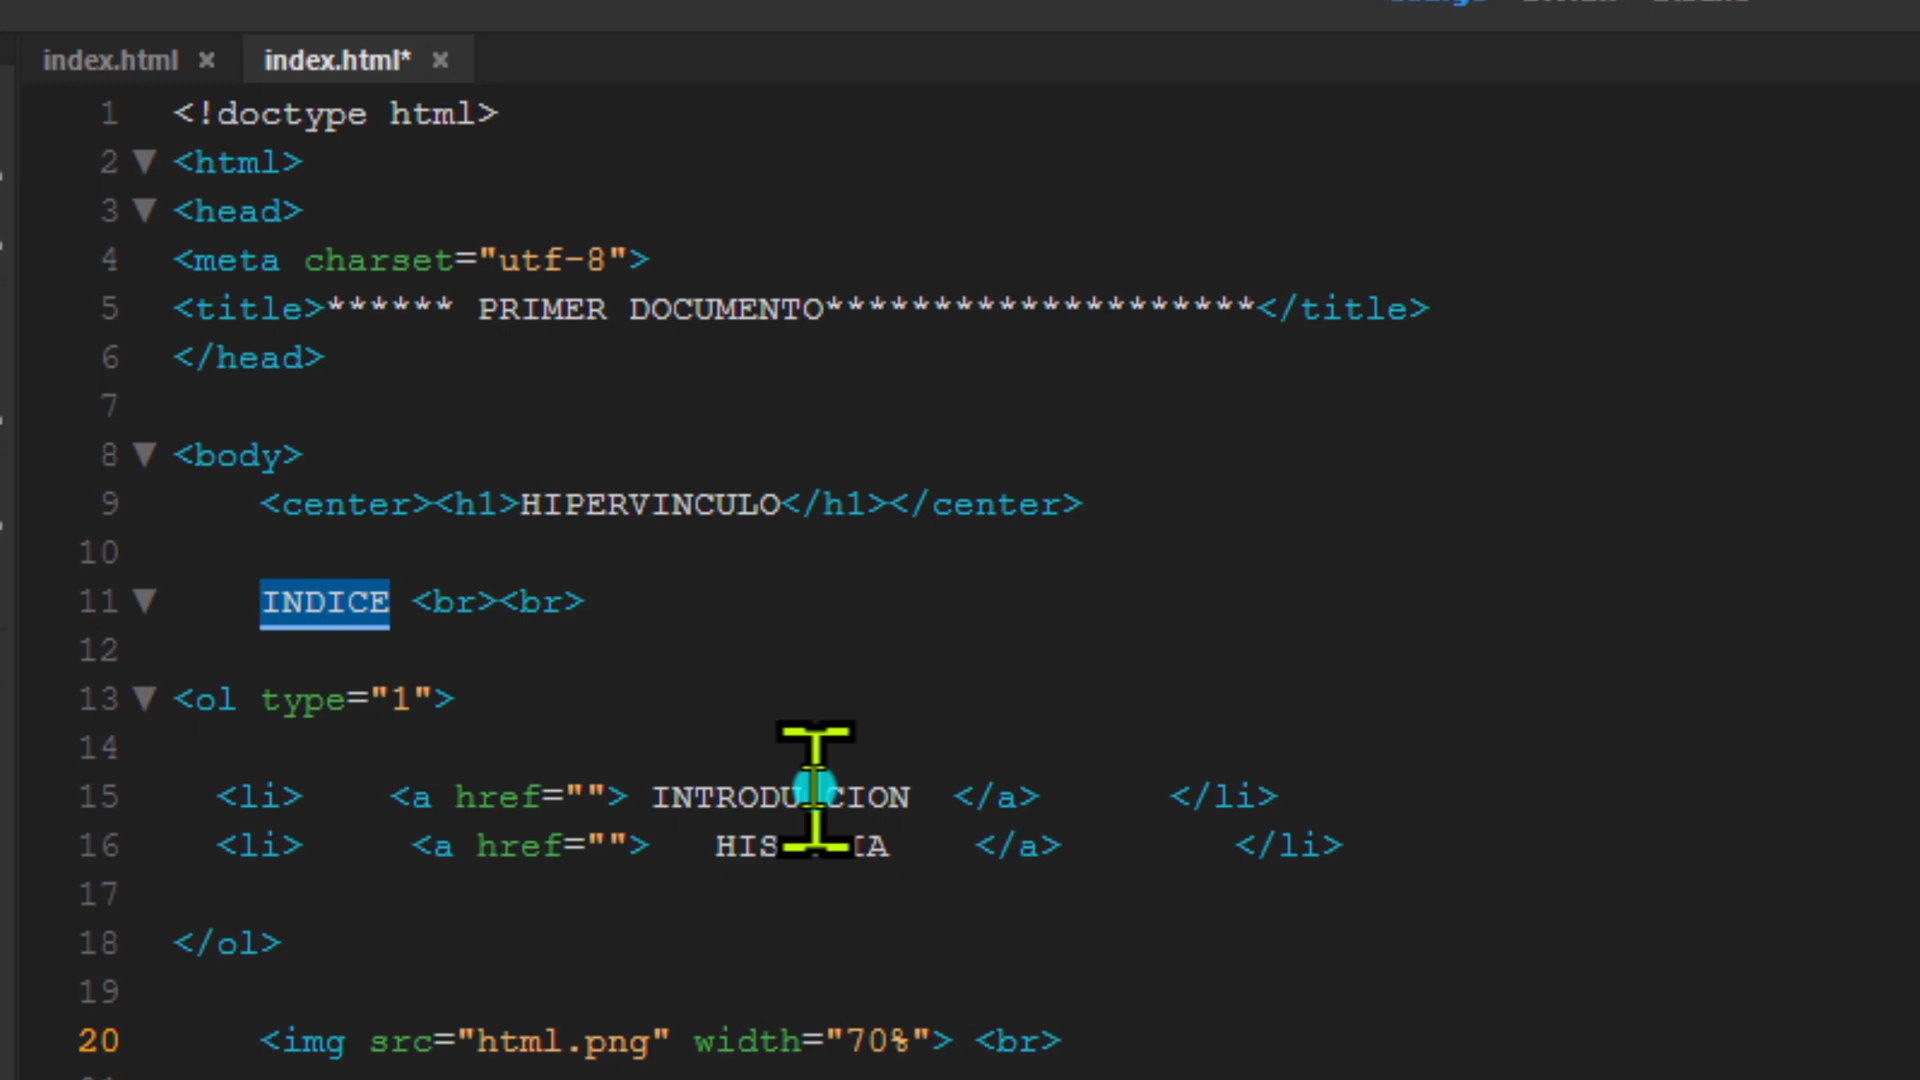 index.html × index.html* ×
1 <!doctype html>
2 ▼ <html>
3 ▼ <head>
4 <meta charset="utf-8">
5 <title>****** PRIMER DOCUMENTO********************</title>
6 </head>
7
8 ▼ <body>
9 <center><h1>HIPERVINCULO</h1></center>
10
11 ▼ INDICE <br><br>
12
13 ▼ <ol type="1">
14
15 <li> <a href=""> </a> </li>
16 <li> <a href=""> </a> </li>
17
18 </ol>
19
20 <img src="html.png" width="70%"> <br>